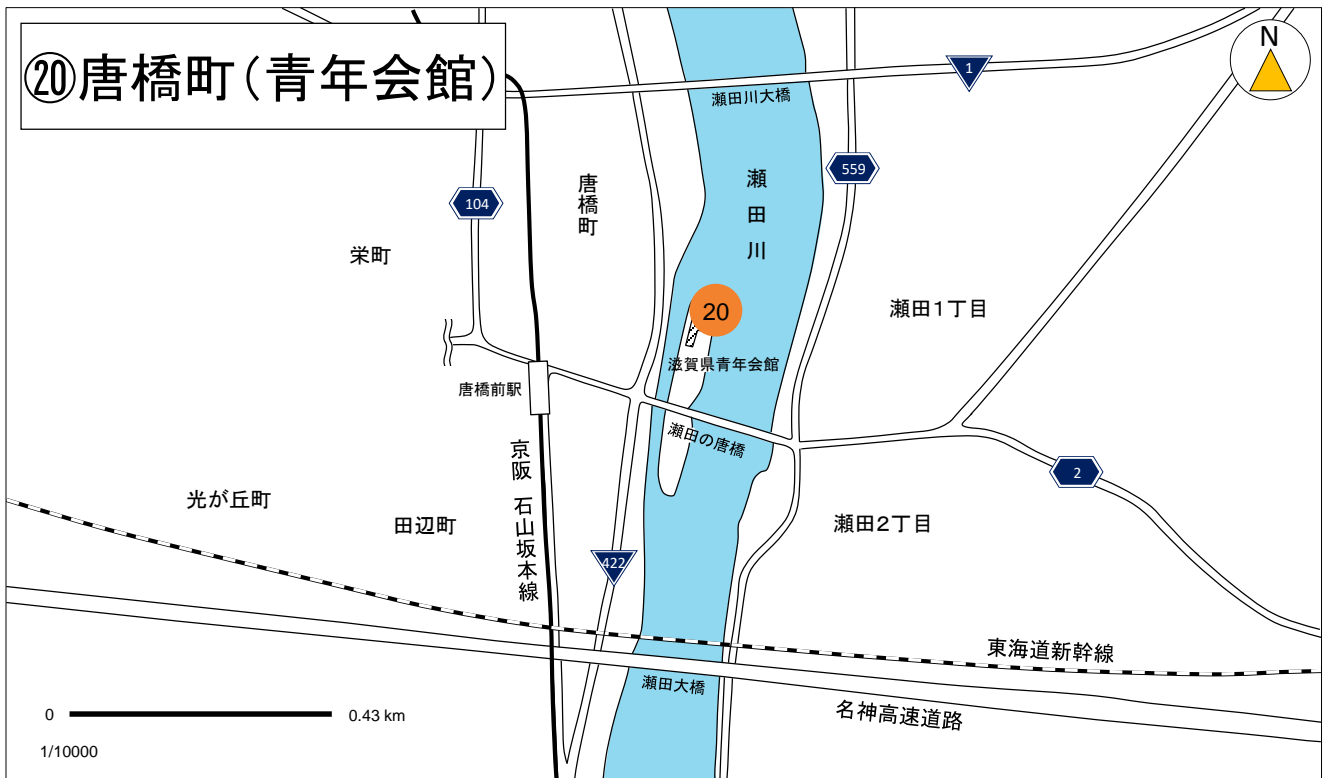 ⑳唐橋町(青年会館)
N
1
瀬田川大橋
559
104
唐橋町
瀬田川
栄町
20
瀬田1丁目
滋賀県青年会館
唐橋前駅
瀬田の唐橋
京阪 石山坂本線
2
光が丘町
田辺町
瀬田2丁目
422
東海道新幹線
瀬田大橋
名神高速道路
0 0.43 km
1/10000